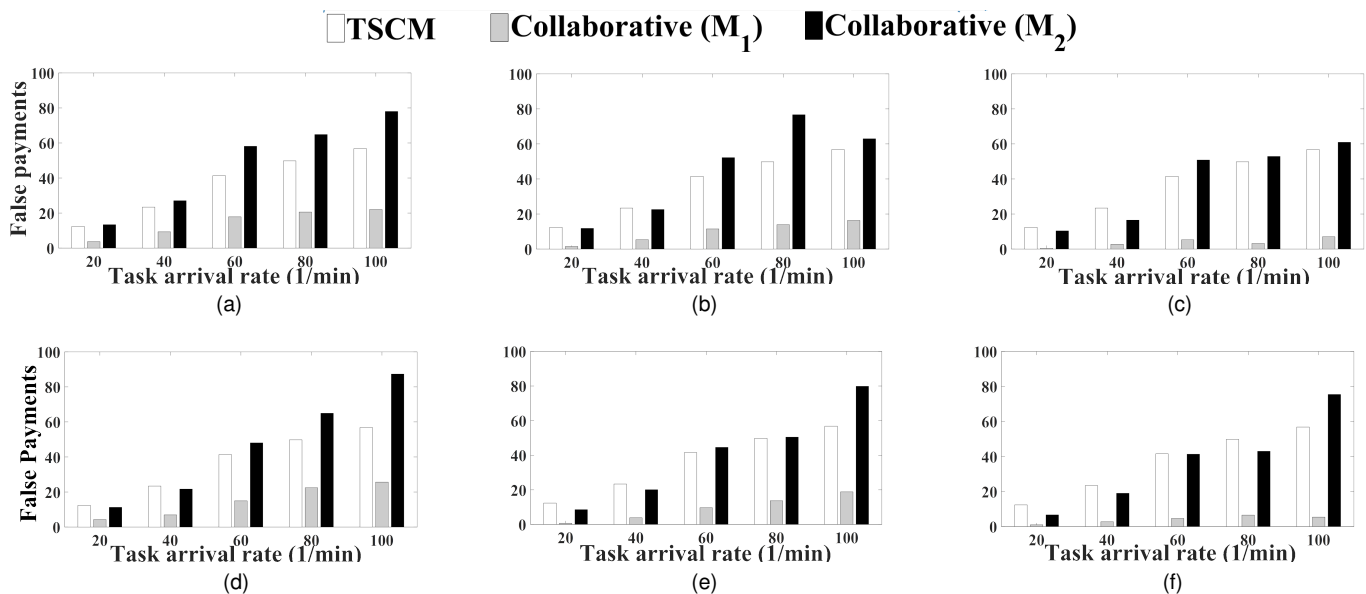 TSCM Collaborative (M1) Collaborative (M2)
False payments
100
80
60
40
20
0
20 40 60 80 100
Task arrival rate (1/min)
(a)
100
80
60
40
20
0
20 40 60 80 100
Task arrival rate (1/min)
(b)
100
80
60
40
20
0
20 40 60 80 100
Task arrival rate (1/min)
(c)
False Payments
100
80
60
40
20
0
20 40 60 80 100
Task arrival rate (1/min)
(d)
100
80
60
40
20
0
20 40 60 80 100
Task arrival rate (1/min)
(e)
100
80
60
40
20
0
20 40 60 80 100
Task arrival rate (1/min)
(f)